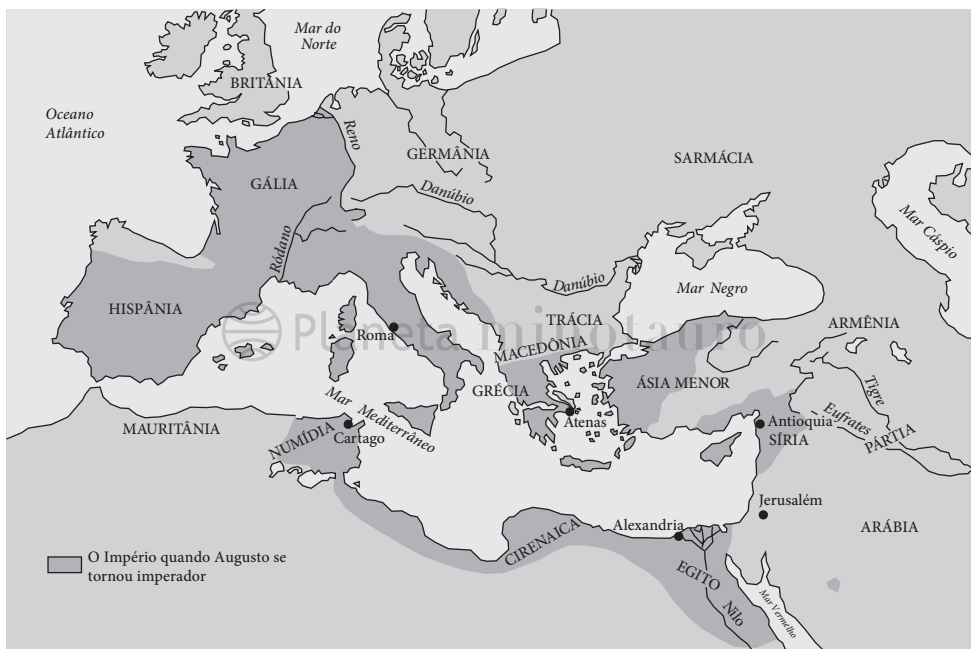 Mar do
Norte
BRITÂNIA
Oceano
Atlântico
Reno
GERMÂNIA
SARMÁCIA
GÁLIA
Danúbio
Mar Cáspio
Ródano
Danúbio
Mar Negro
HISPÂNIA
Planeta minotauro
TRÁCIA
ARMÊNIA
Roma
MACEDÔNIA
Tigre
GRÉCIA
ÁSIA MENOR
Mar Mediterrâneo
Eufrates
MAURITÂNIA
NUMÍDIA
Cartago
Atenas
Antioquia
SÍRIA
PÁRTIA
Jerusalém
Alexandria
ARÁBIA
CIRENAICA
O Império quando Augusto se
tornou imperador
EGITO
Nilo
Mar Vermelho